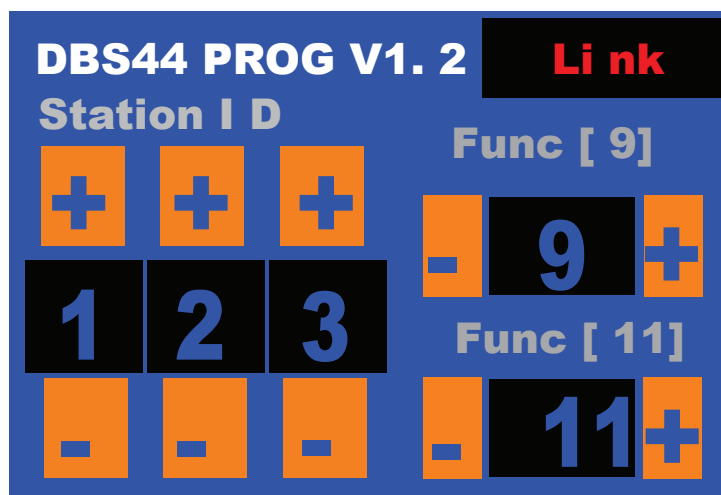 DBS44 PROG V1. 2
Li nk
Station I D
Func [ 9]
+ + +
- 9 +
1 2 3
Func [ 11]
- - -
- 11 +